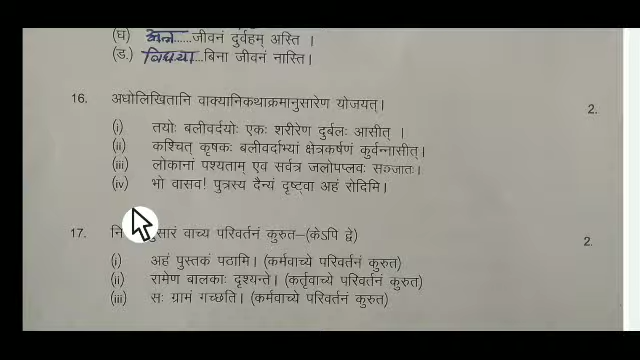 (घ) ......जीवनं दुर्वहम् अस्ति ।
(ड.) विद्यया...बिना जीवनं नास्ति।
16. अधोलिखितानि वाक्यानिकथाक्रमानुसारेण योजयत्। 2.
(i) तयोः बलीवर्दयोः एकः शरीरेण दुर्बलः आसीत् ।
(ii) कश्चित् कृषकः बलीवर्दाभ्यां क्षेत्रकर्षणं कुर्वन्नासीत्।
(iii) लोकानां पश्यताम् एव सर्वत्र जलोपप्लवः सञ्जातः।
(iv) भो वासव! पुत्रस्य दैन्यं दृष्ट्वा अहं रोदिमि।
17. वाच्य परिवर्तनं कुरुत–(केऽपि द्वे) 2.
(i) अहं पुस्तकं पठामि। (कर्मवाच्ये परिवर्तनं कुरुत)
(ii) रामेण बालकाः दृश्यन्ते। (कर्तृवाच्ये परिवर्तनं कुरुत)
(iii) सः ग्रामं गच्छति। (कर्मवाच्ये परिवर्तनं कुरुत)